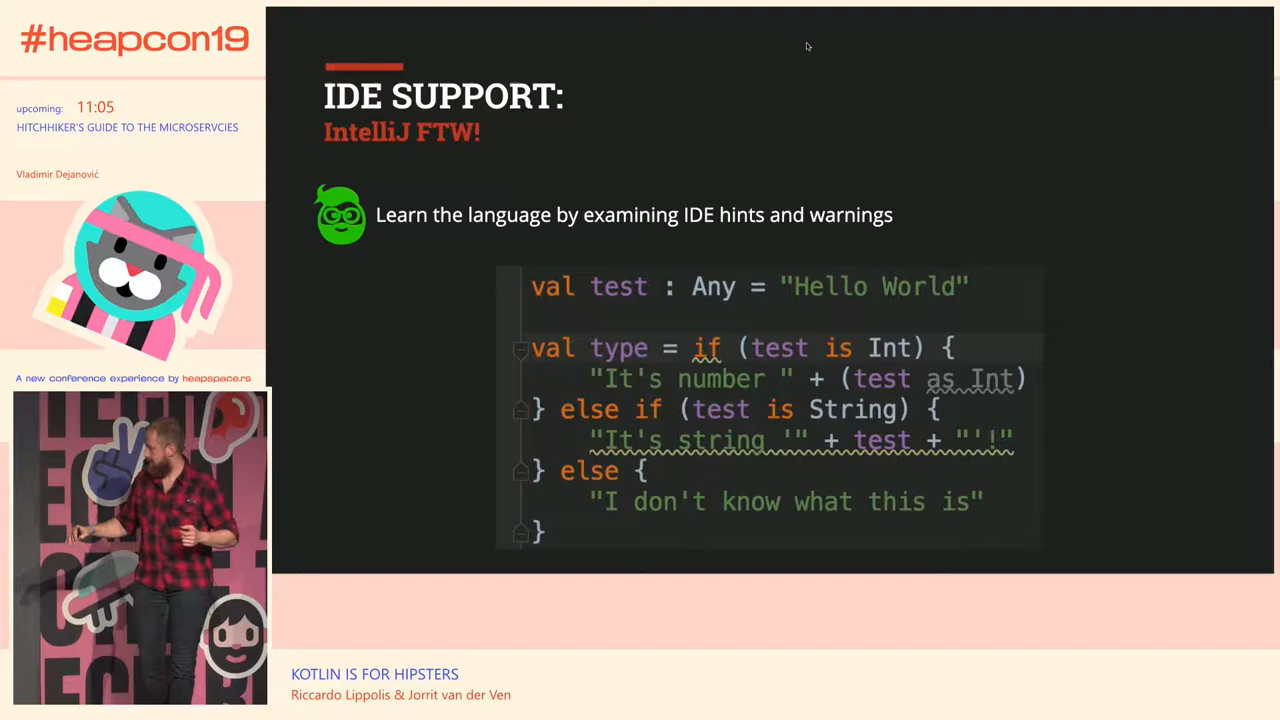 #heapcon19
upcoming: 11:05
HITCHHIKER'S GUIDE TO THE MICROSERVCIES
Vladimir Dejanović
A new conference experience by heapspace.rs
IDE SUPPORT:
IntelliJ FTW!
Learn the language by examining IDE hints and warnings
val test : Any = "Hello World"
val type = if (test is Int) {
"It's number " + (test as Int)
} else if (test is String) {
"It's string '" + test + "'!"
} else {
"I don't know what this is"
}
KOTLIN IS FOR HIPSTERS
Riccardo Lippolis & Jorrit van der Ven